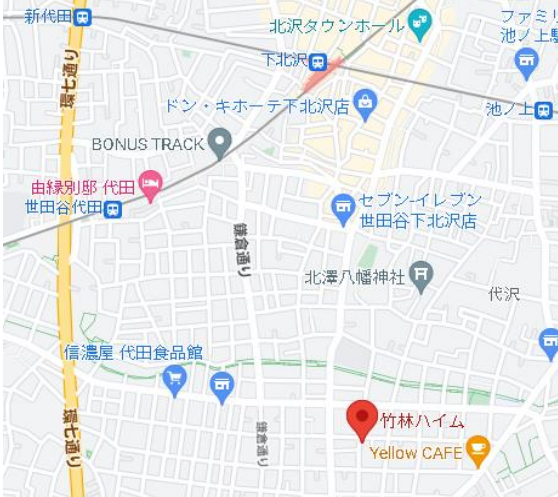 新代田
北沢タウンホール
ファミリ
池ノ上駅
下北沢
環七通り
ドン・キホーテ下北沢店
池ノ上
BONUS TRACK
由縁別邸 代田
世田谷代田
セブン-イレブン
世田谷下北沢店
鎌倉通り
北澤八幡神社
代沢
信濃屋 代田食品館
竹林ハイム
環七通り
鎌倉通り
Yellow CAFE